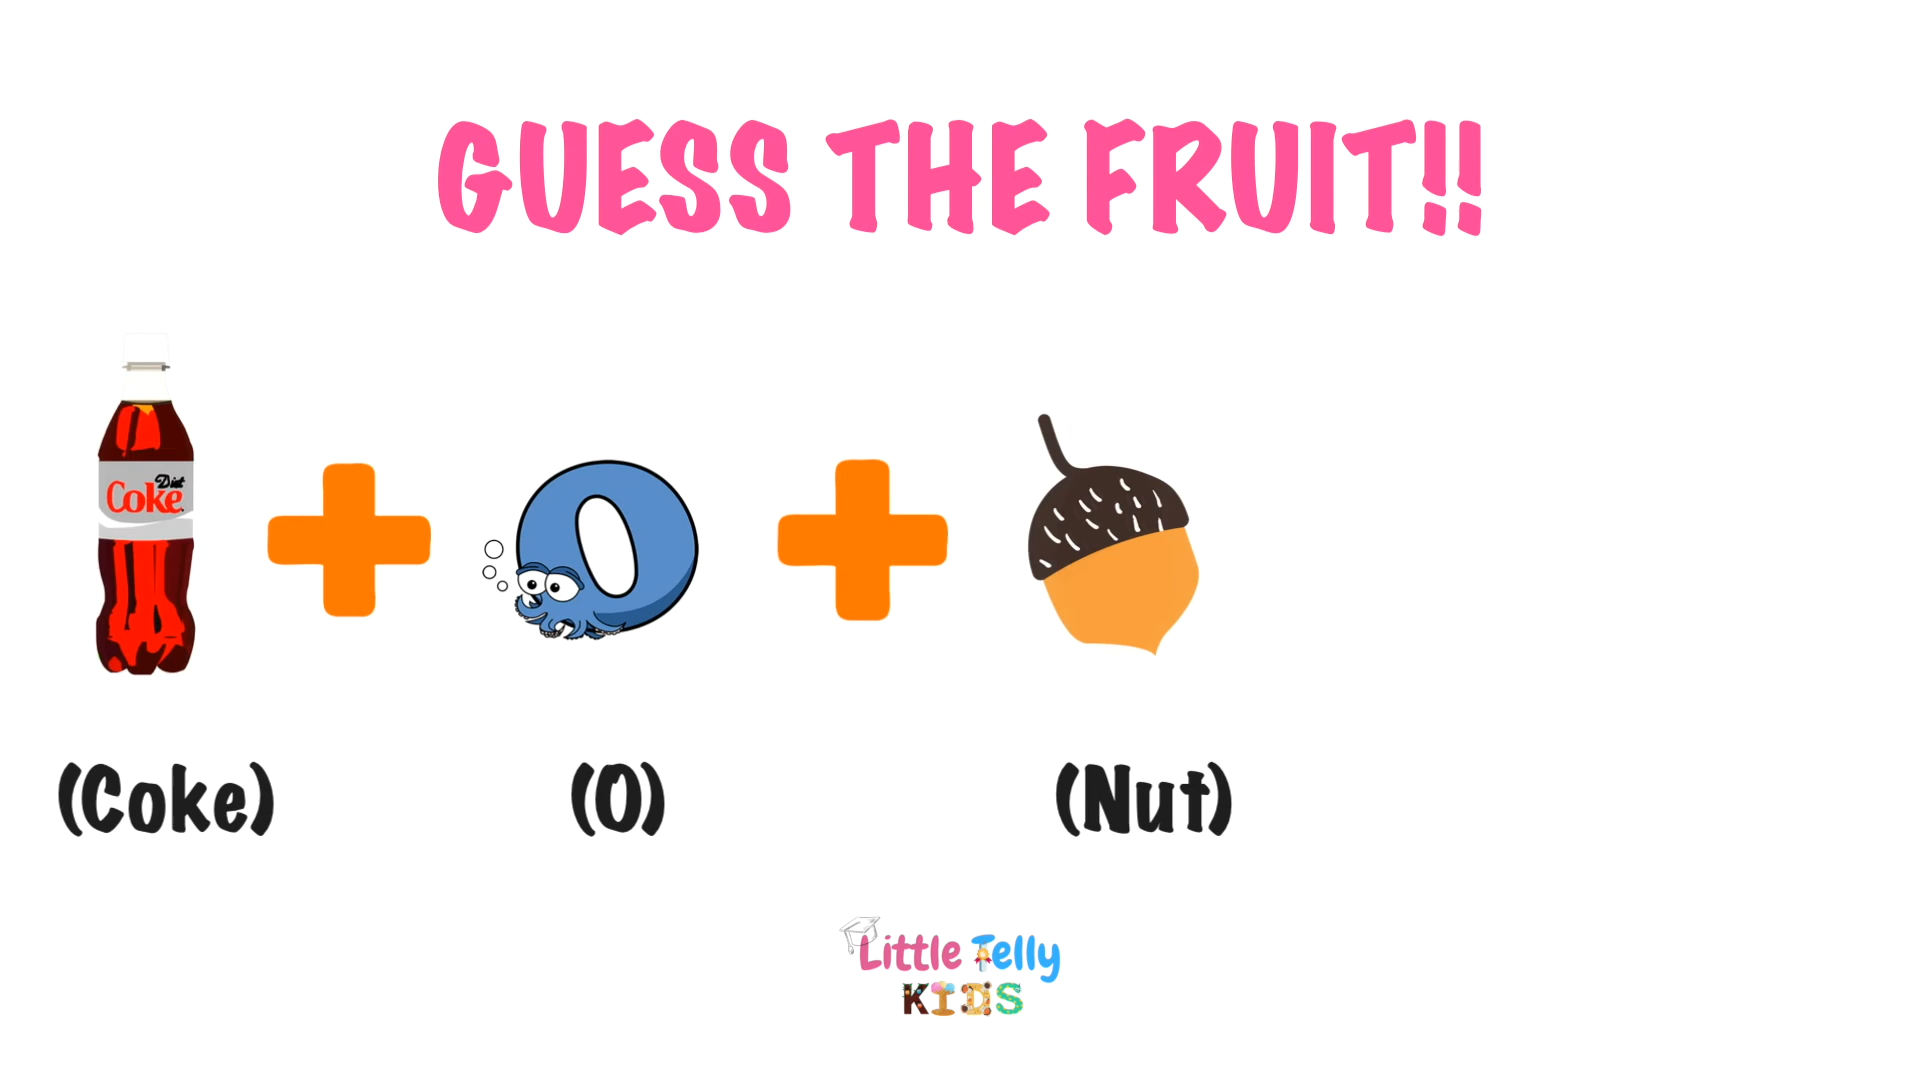 GUESS THE FRUIT!!
Diet
Coke
(Coke)
(O)
(Nut)
Little Telly
KIDS